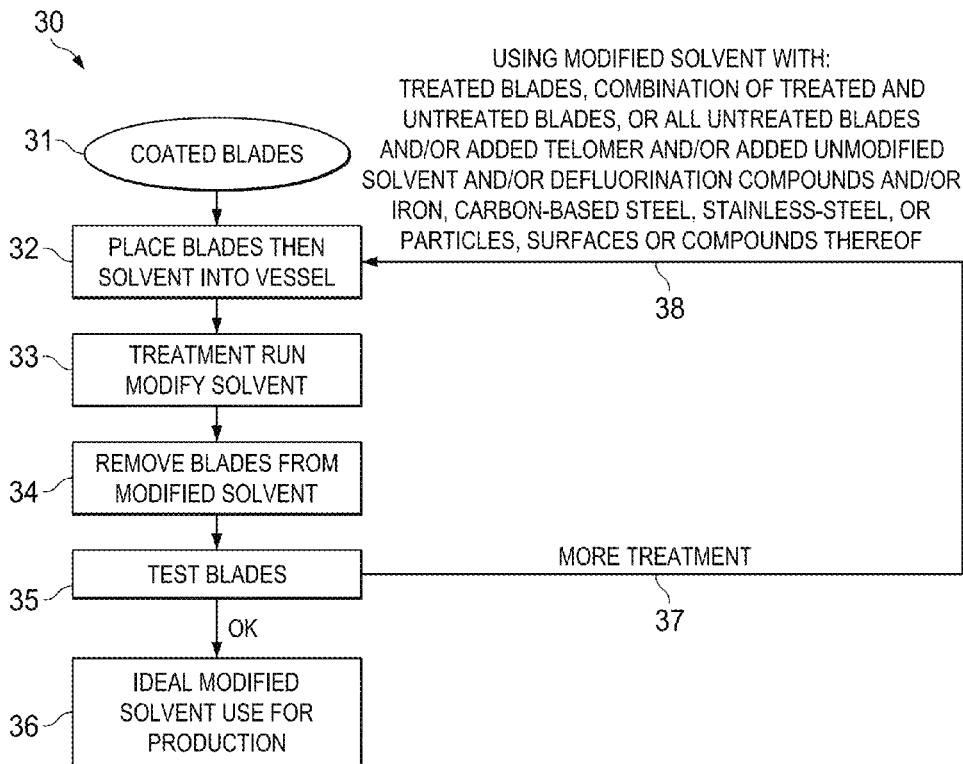 30
USING MODIFIED SOLVENT WITH:
TREATED BLADES, COMBINATION OF TREATED AND
UNTREATED BLADES, OR ALL UNTREATED BLADES
AND/OR ADDED TELOMER AND/OR ADDED UNMODIFIED
SOLVENT AND/OR DEFLUORINATION COMPOUNDS AND/OR
IRON, CARBON-BASED STEEL, STAINLESS-STEEL, OR
PARTICLES, SURFACES OR COMPOUNDS THEREOF
31
COATED BLADES
32
PLACE BLADES THEN
SOLVENT INTO VESSEL
38
33
TREATMENT RUN
MODIFY SOLVENT
34
REMOVE BLADES FROM
MODIFIED SOLVENT
35
TEST BLADES
MORE TREATMENT
37
OK
36
IDEAL MODIFIED
SOLVENT USE FOR
PRODUCTION